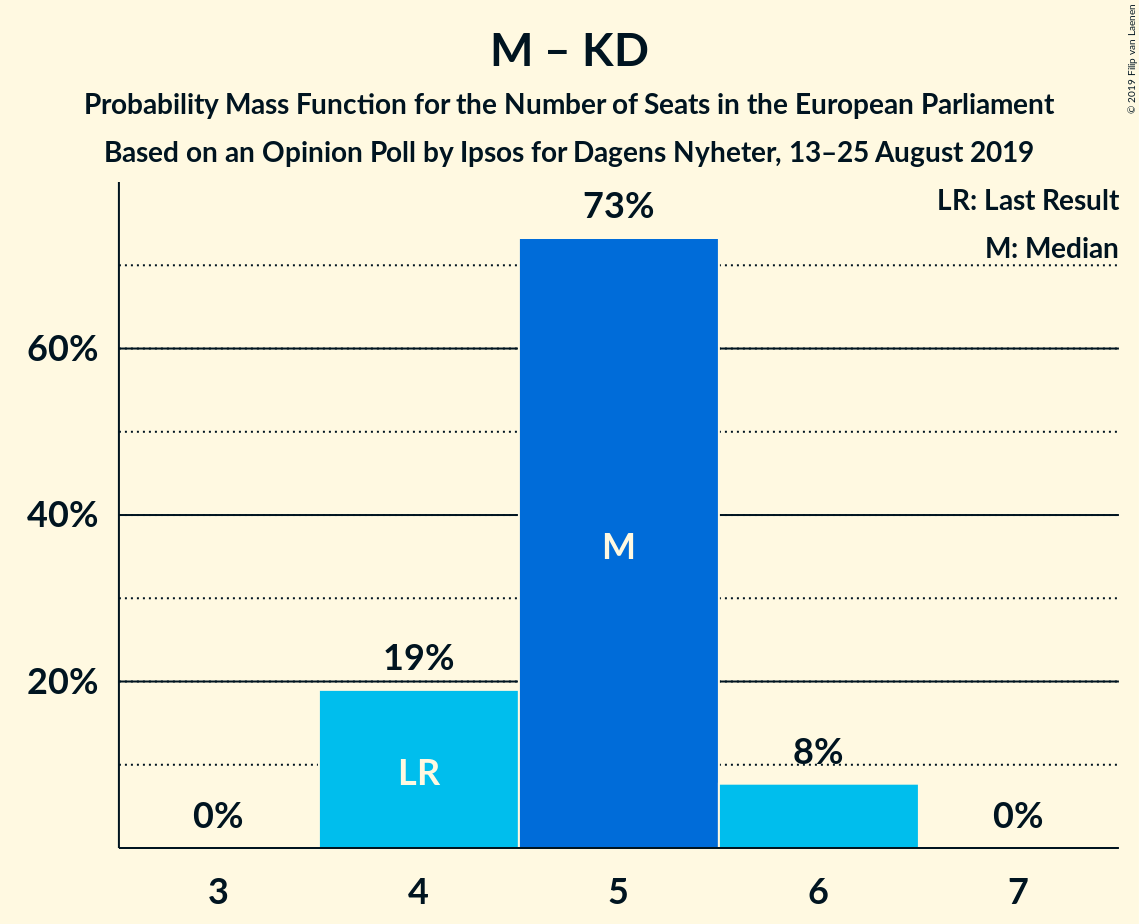 M – KD
Probability Mass Function for the Number of Seats in the European Parliament
Based on an Opinion Poll by Ipsos for Dagens Nyheter, 13–25 August 2019
© 2019 Filip van Laenen
LR: Last Result
M: Median
73%
60%
40%
M
19%
20%
8%
LR
0%
0%
3 4 5 6 7